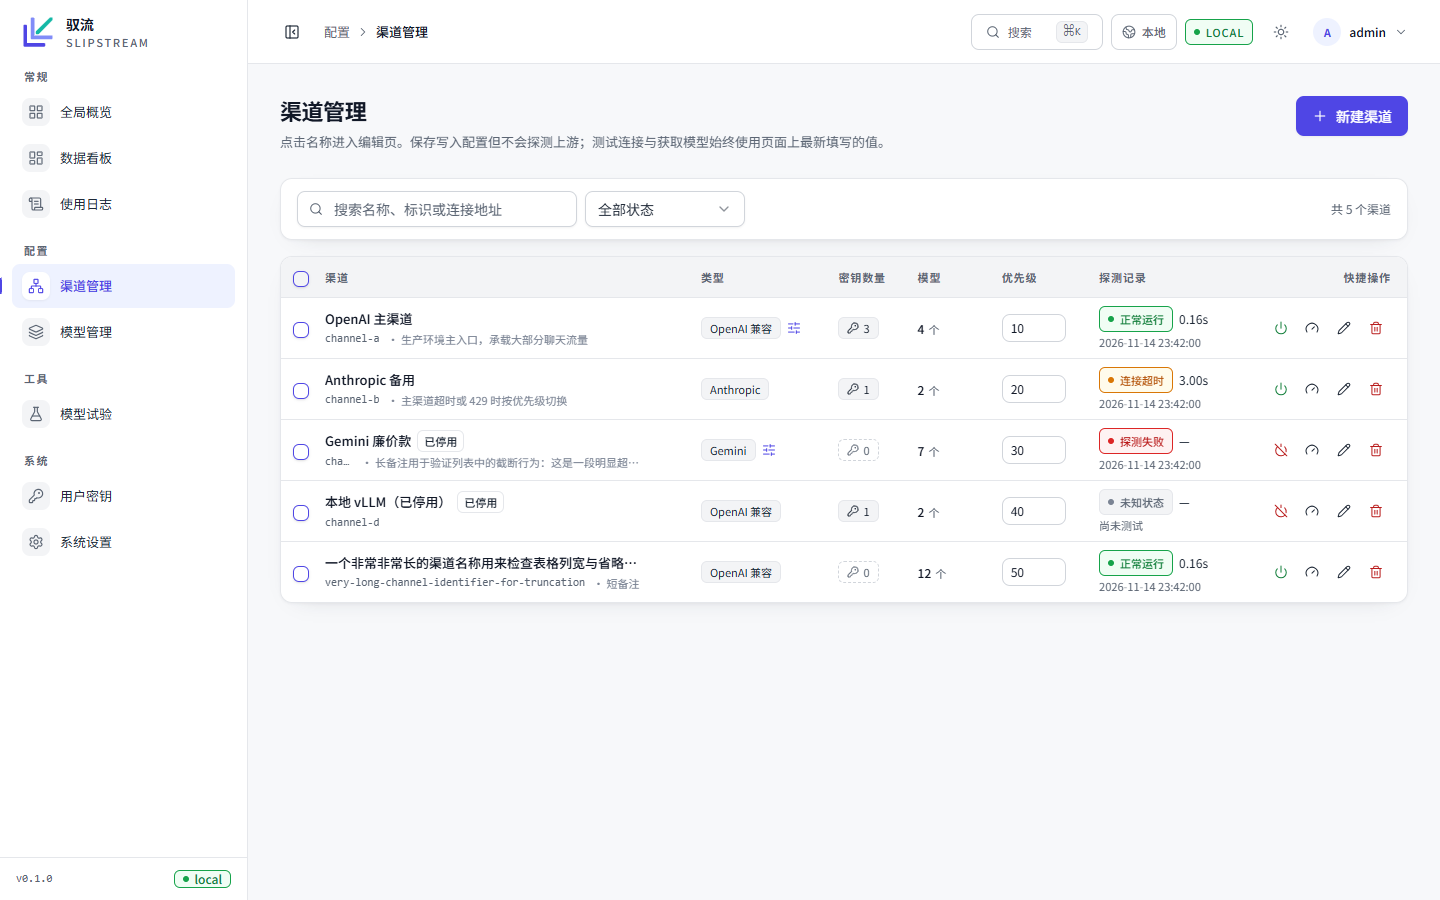 驭流
SLIPSTREAM
常规
全局概览
数据看板
使用日志
配置
渠道管理
模型管理
工具
模型试验
系统
用户密钥
系统设置
v0.1.0
local
配置 > 渠道管理
搜索 ⌘K
本地
LOCAL
A admin
渠道管理
点击名称进入编辑页。保存写入配置但不会探测上游；测试连接与获取模型始终使用页面上最新填写的值。
新建渠道
搜索名称、标识或连接地址
全部状态
共 5 个渠道
渠道 类型 密钥数量 模型 优先级 探测记录 快捷操作
OpenAI 主渠道
channel-a • 生产环境主入口，承载大部分聊天流量
OpenAI 兼容 3 4 个 10 正常运行 0.16s
2026-11-14 23:42:00
Anthropic 备用
channel-b • 主渠道超时或 429 时按优先级切换
Anthropic 1 2 个 20 连接超时 3.00s
2026-11-14 23:42:00
Gemini 廉价款 已停用
cha… • 长备注用于验证列表中的截断行为：这是一段明显超…
Gemini 0 7 个 30 探测失败 —
2026-11-14 23:42:00
本地 vLLM（已停用） 已停用
channel-d
OpenAI 兼容 1 2 个 40 未知状态 —
尚未测试
一个非常非常长的渠道名称用来检查表格列宽与省略…
very-long-channel-identifier-for-truncation • 短备注
OpenAI 兼容 0 12 个 50 正常运行 0.16s
2026-11-14 23:42:00